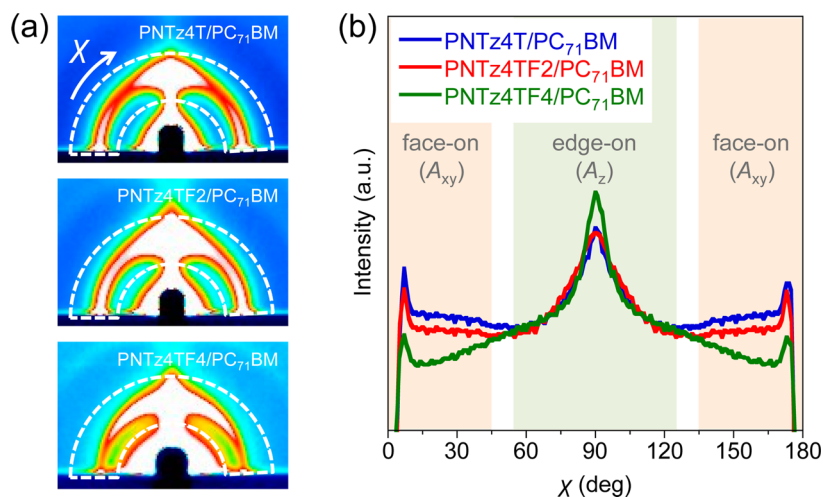 (a)
PNTz4T/PC₇₁BM
χ
PNTz4TF2/PC₇₁BM
PNTz4TF4/PC₇₁BM
(b)
PNTz4T/PC₇₁BM
PNTz4TF2/PC₇₁BM
PNTz4TF4/PC₇₁BM
face-on edge-on face-on
(Axy) (Az) (Axy)
Intensity (a.u.)
0 30 60 90 120 150 180
χ (deg)